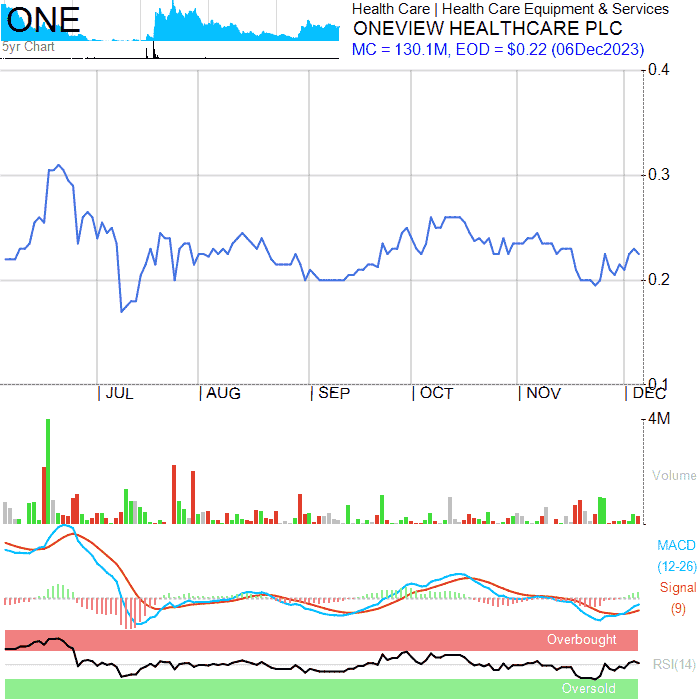 ONE
5yr Chart
Health Care | Health Care Equipment & Services
ONEVIEW HEALTHCARE PLC
MC = 130.1M, EOD = $0.22 (06Dec2023)
0.4
0.3
0.2
0.1
| JUL | AUG | SEP | OCT | NOV | DEC
4M
Volume
MACD
(12-26)
Signal
(9)
Overbought
RSI(14)
Oversold